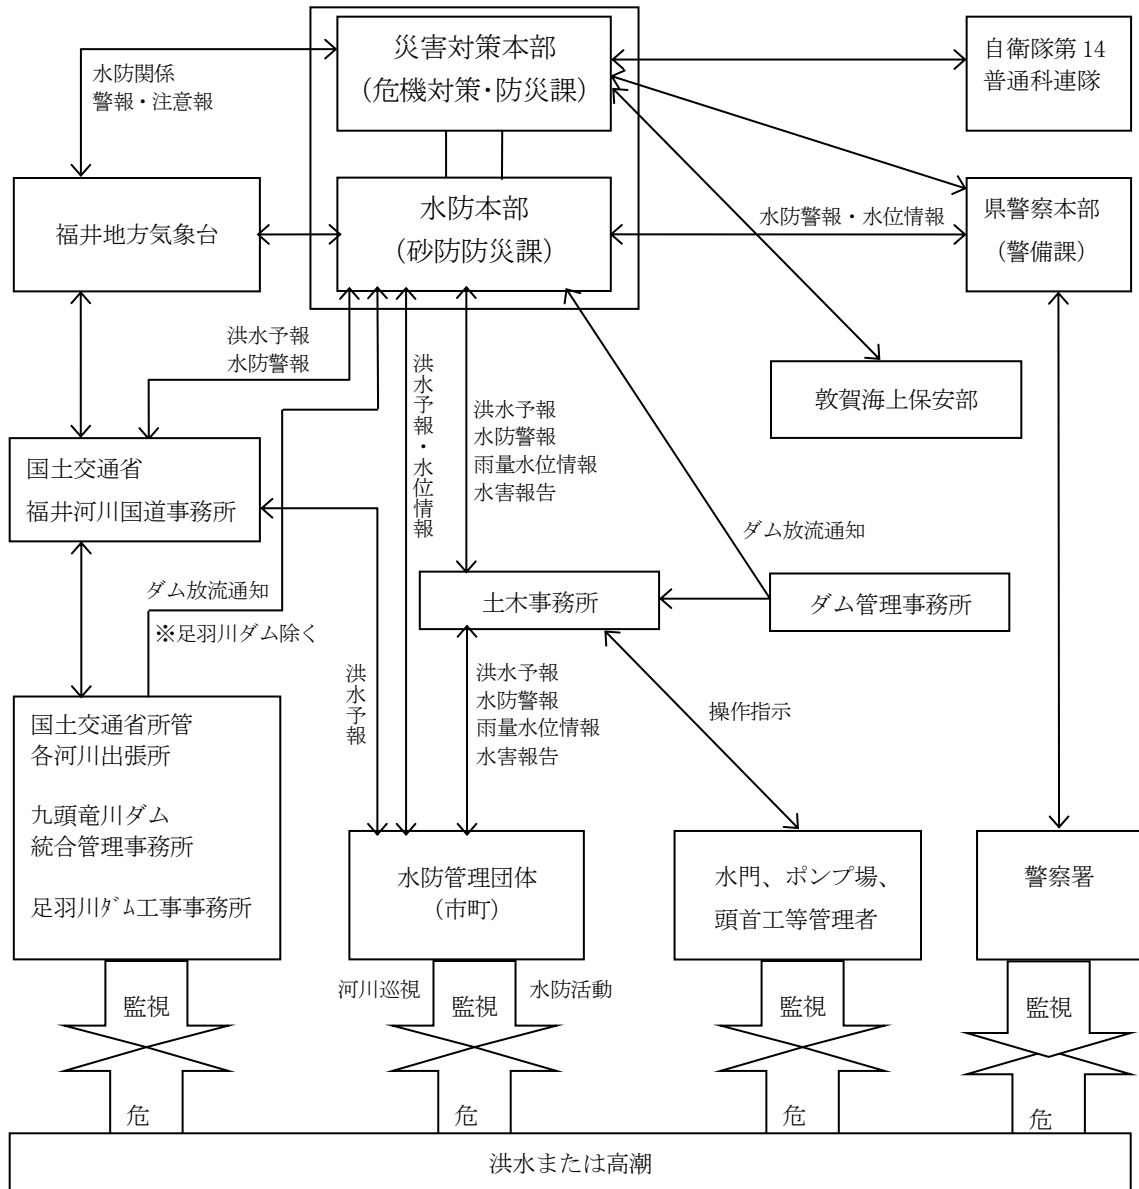 災害対策本部
(危機対策・防災課)
自衛隊第14
普通科連隊
水防関係
警報・注意報
福井地方気象台
水防本部
(砂防防災課)
水防警報・水位情報
県警察本部
(警備課)
洪水予報
水防警報
洪水予報・水位情報
洪水予報
水防警報
雨量水位情報
水害報告
敦賀海上保安部
国土交通省
福井河川国道事務所
ダム放流通知
ダム放流通知
※足羽川ダム除く
土木事務所
ダム管理事務所
洪水予報
洪水予報
水防警報
雨量水位情報
水害報告
操作指示
国土交通省所管
各河川出張所
九頭竜川ダム
統合管理事務所
足羽川ﾀﾞﾑ工事事務所
水防管理団体
(市町)
水門、ポンプ場、
頭首工等管理者
警察署
監視
河川巡視
監視
水防活動
監視
監視
危
危
危
危
洪水または高潮